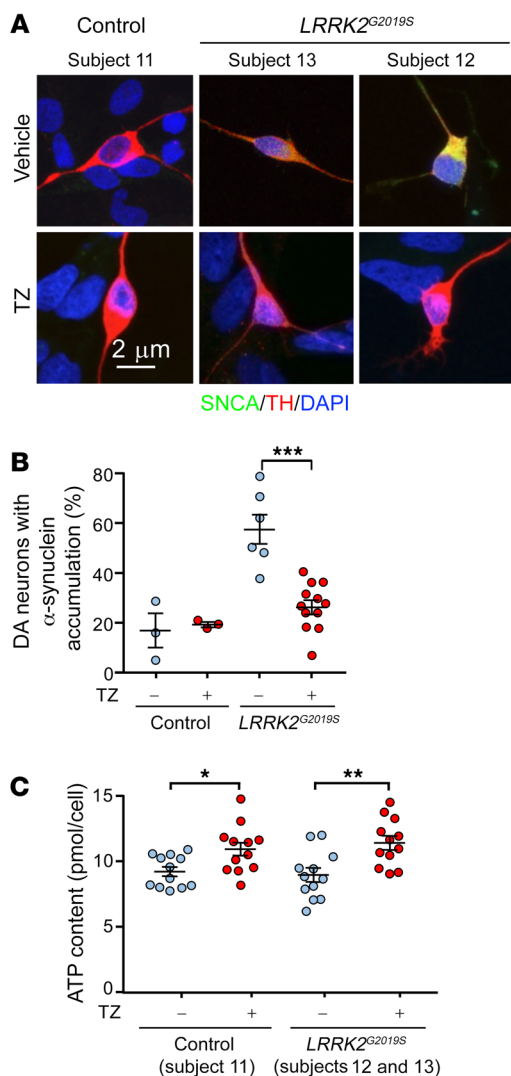 A
Control
LRRK2G2019S
Subject 11
Subject 13
Subject 12
Vehicle
TZ
2 μm
SNCA/TH/DAPI
B
DA neurons with
α-synuclein
accumulation (%)
80
60
40
20
0
***
TZ
–
+
–
+
Control
LRRK2G2019S
C
ATP content (pmol/cell)
15
10
5
0
*
**
TZ
–
+
–
+
Control
(subject 11)
LRRK2G2019S
(subjects 12 and 13)